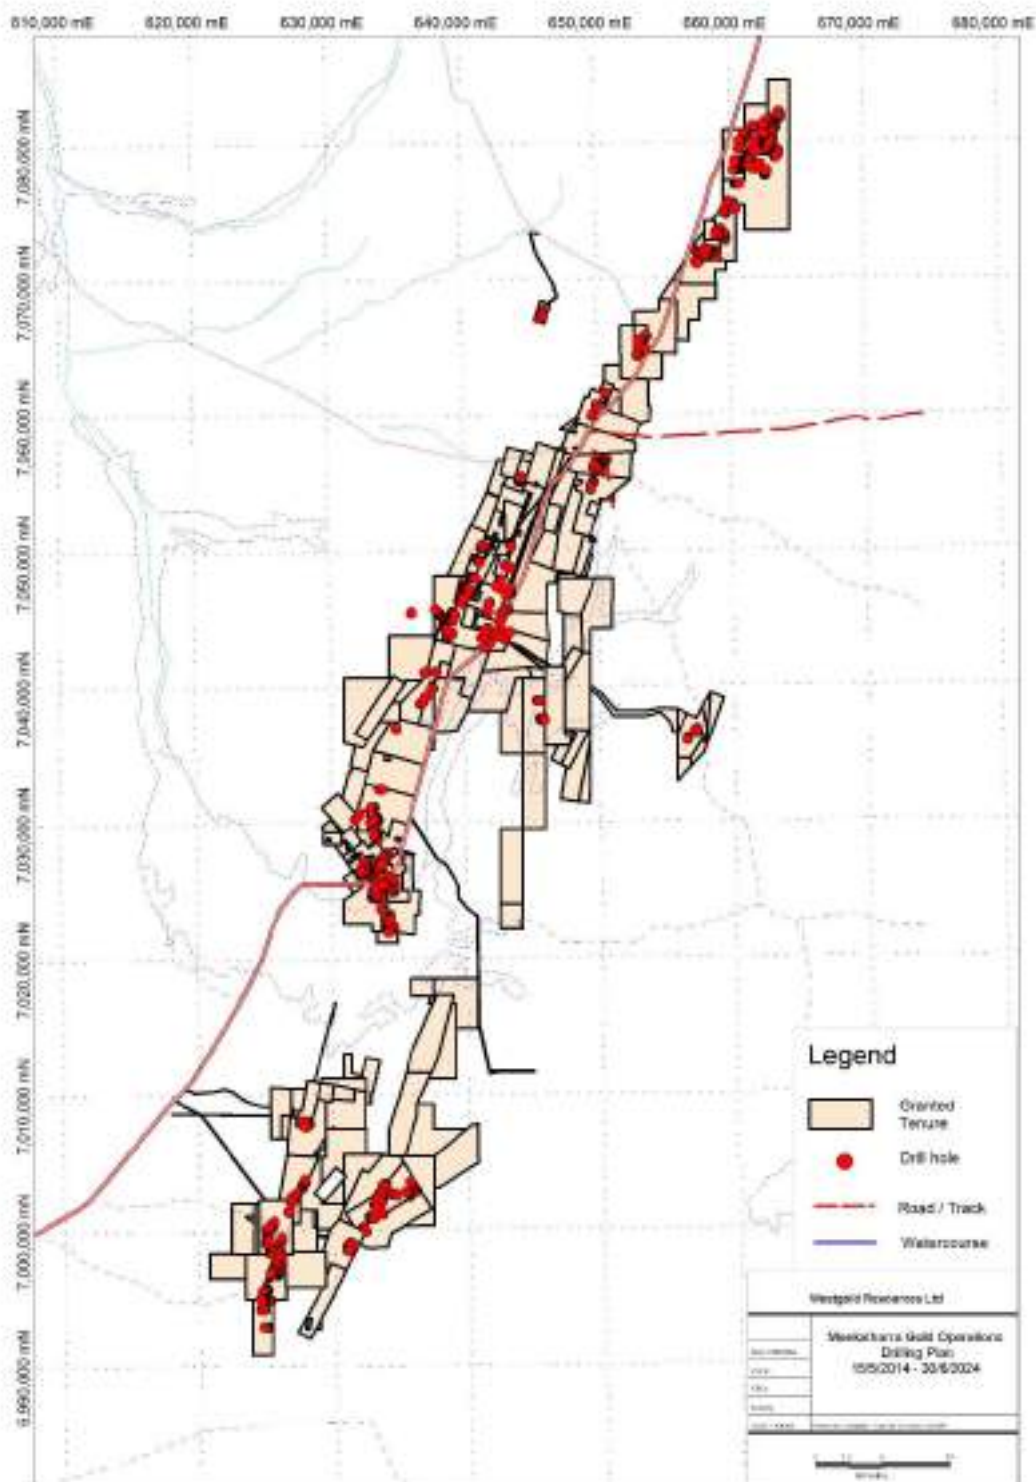 610,000 mE
620,000 mE
630,000 mE
640,000 mE
650,000 mE
660,000 mE
670,000 mE
680,000 mE
7,080,000 mN
7,070,000 mN
7,060,000 mN
7,050,000 mN
7,040,000 mN
7,030,000 mN
7,020,000 mN
7,010,000 mN
7,000,000 mN
6,990,000 mN
Legend
Granted
Tenure
Drill hole
Road / Track
Watercourse
Westgold Resources Ltd
Meekatharra Gold Operations
Drilling Plan
15/5/2014 - 30/6/2024